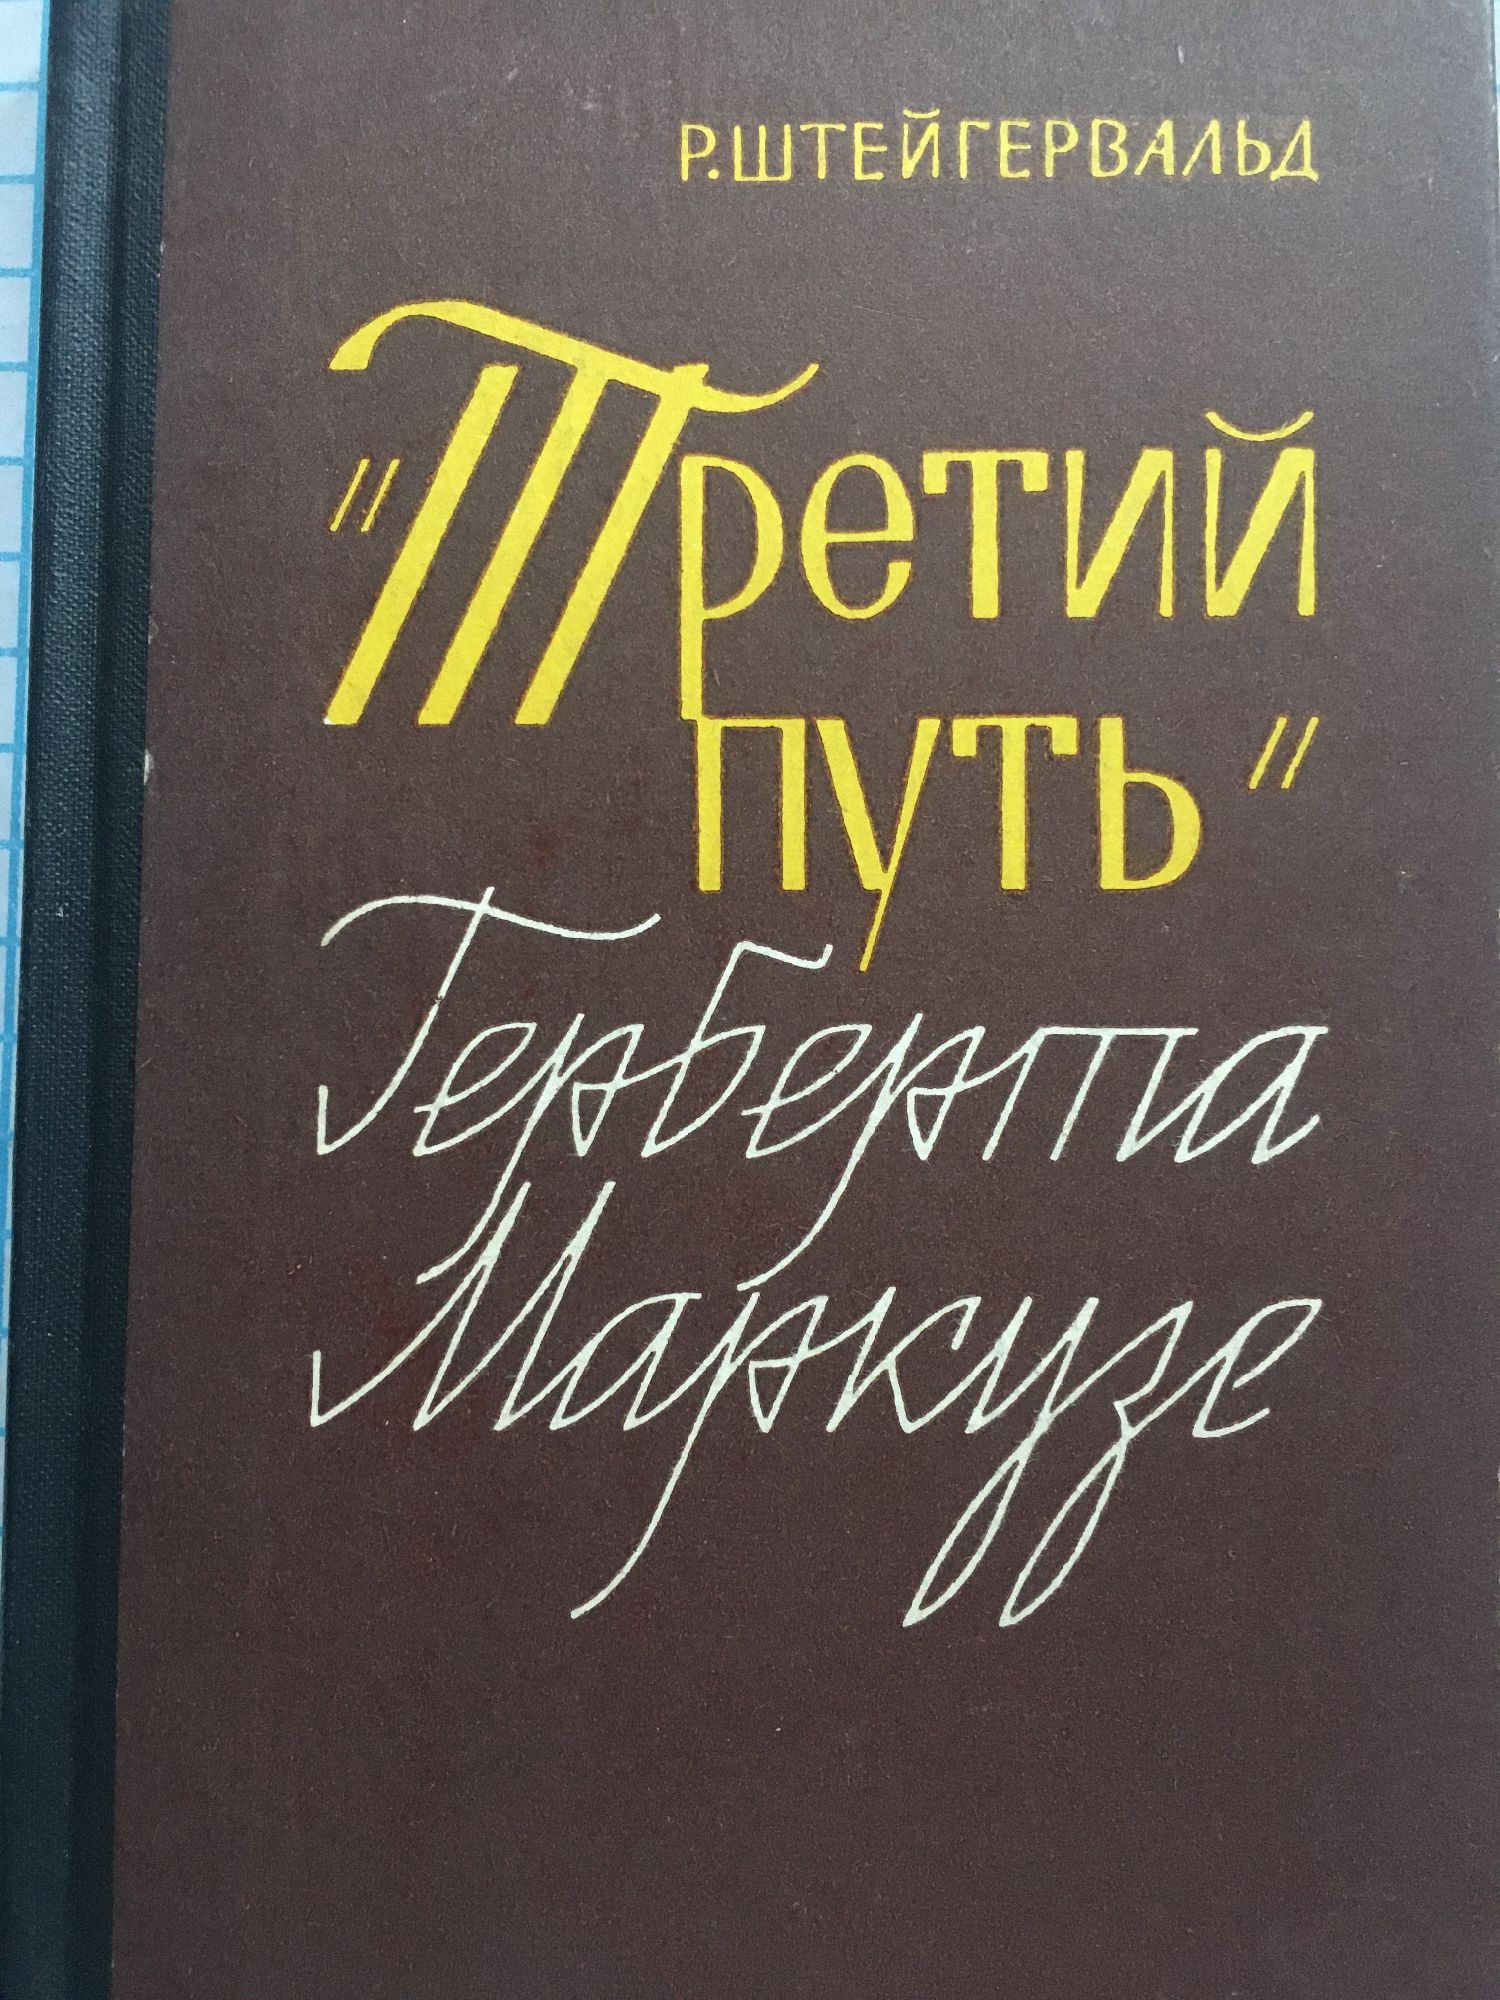 Р. ШТЕЙГЕРВАЛЬД
"Третий
путь"
Герберта
Маркузе